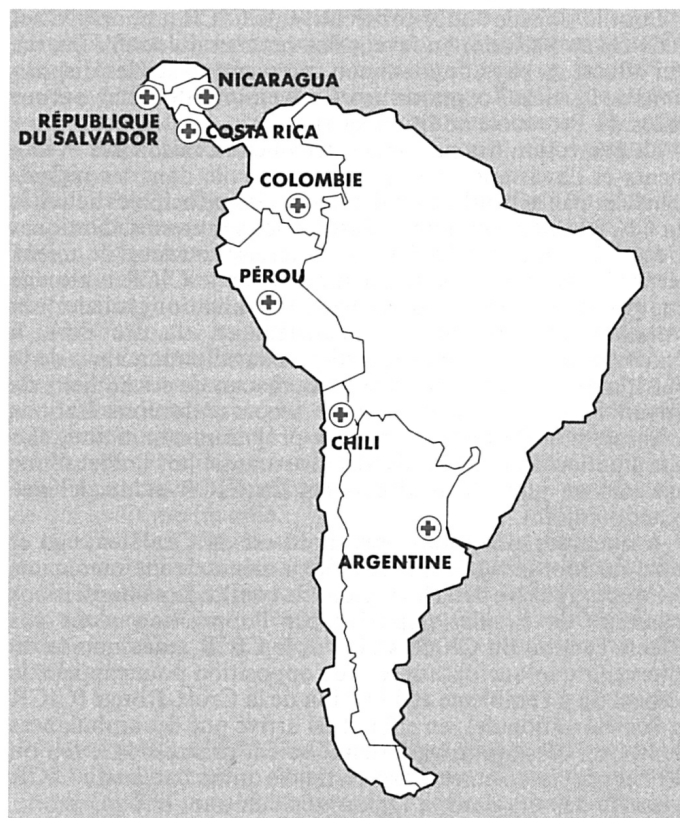 NICARAGUA
RÉPUBLIQUE
DU SALVADOR
COSTA RICA
COLOMBIE
PÉROU
CHILI
ARGENTINE